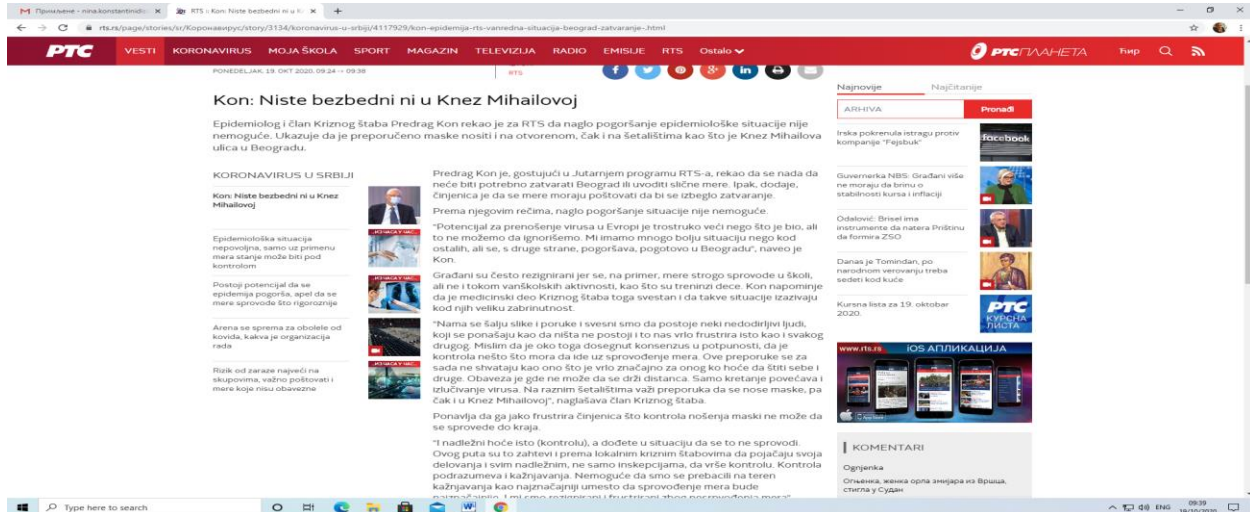 Примљене - nina.konstantinidis
RTS :: Kon: Niste bezbedni ni u K
rts.rs/page/stories/sr/Коронавирус/story/3134/koronavirus-u-srbiji/4117929/kon-epidemija-rts-vanredna-situacija-beograd-zatvaranje-.html
РТС VESTI KORONAVIRUS MOJA ŠKOLA SPORT MAGAZIN TELEVIZIJA RADIO EMISIJE RTS Ostalo
РТС ПЛАНЕТА Ћир
PONEDELJAK, 19. OKT 2020, 09:24 -> 09:38
RTS
Kon: Niste bezbedni ni u Knez Mihailovoj
Epidemiolog i član Kriznog štaba Predrag Kon rekao je za RTS da naglo pogoršanje epidemiološke situacije nije
nemoguće. Ukazuje da je preporučeno maske nositi i na otvorenom, čak i na šetalištima kao što je Knez Mihailova
ulica u Beogradu.
KORONAVIRUS U SRBIJI
Kon: Niste bezbedni ni u Knez
Mihailovoj
Epidemiološka situacija
nepovoljna, samo uz primenu
mera stanje može biti pod
kontrolom
Postoji potencijal da se
epidemija pogorša, apel da se
mere sprovode što rigoroznije
Arena se sprema za obolele od
kovida, kakva je organizacija
rada
Rizik od zaraze najveći na
skupovima, važno poštovati i
mere koje nisu obavezne
Predrag Kon je, gostujući u Jutarnjem programu RTS-a, rekao da se nada da
neće biti potrebno zatvarati Beograd ili uvoditi slične mere. Ipak, dodaje,
činjenica je da se mere moraju poštovati da bi se izbeglo zatvaranje.
Prema njegovim rečima, naglo pogoršanje situacije nije nemoguće.
"Potencijal za prenošenje virusa u Evropi je trostruko veći nego što je bio, ali
to ne možemo da ignorišemo. Mi imamo mnogo bolju situaciju nego kod
ostalih, ali se, s druge strane, pogoršava, pogotovo u Beogradu", naveo je
Kon.
Građani su često rezignirani jer se, na primer, mere strogo sprovode u školi,
ali ne i tokom vanškolskih aktivnosti, kao što su treninzi dece. Kon napominje
da je medicinski deo Kriznog štaba toga svestan i da takve situacije izazivaju
kod njih veliku zabrinutnost.
"Nama se šalju slike i poruke i svesni smo da postoje neki nedodirljivi ljudi,
koji se ponašaju kao da ništa ne postoji i to nas vrlo frustrira isto kao i svakog
drugog. Mislim da je oko toga dosegnut konsenzus u potpunosti, da je
kontrola nešto što mora da ide uz sprovođenje mera. Ove preporuke se za
sada ne shvataju kao ono što je vrlo značajno za onog ko hoće da štiti sebe i
druge. Obaveza je gde ne može da se drži distanca. Samo kretanje povećava i
izlučivanje virusa. Na raznim šetalištima važi preporuka da se nose maske, pa
čak i u Knez Mihailovoj", naglašava član Kriznog štaba.
Ponavlja da ga jako frustrira činjenica što kontrola nošenja maski ne može da
se sprovede do kraja.
"I nadležni hoće isto (kontrolu), a dođete u situaciju da se to ne sprovodi.
Ovog puta su to zahtevi i prema lokalnim kriznim štabovima da pojačaju svoja
delovanja i svim nadležnim, ne samo inskepcijama, da vrše kontrolu. Kontrola
podrazumeva i kažnjavanja. Nemoguće da smo se prebacili na teren
kažnjavanja kao najznačajniji umesto da sprovođenje mera bude
najznačajnije. I mi smo rezignirani i frustrirani zbog nesprovođenja mera"
Najnovije Najčitanije
ARHIVA Pronađi
Irska pokrenula istragu protiv
kompanije "Fejsbuk"
facebook
Guvernerka NBS: Građani više
ne moraju da brinu o
stabilnosti kursa i inflaciji
Odalović: Brisel ima
instrumente da natera Prištinu
da formira ZSO
Danas je Tomindan, po
narodnom verovanju treba
sedeti kod kuće
Kursna lista za 19. oktobar
2020.
РТС
КУРСНА
ЛИСТА
www.rts.rs iOS АПЛИКАЦИЈА
KOMENTARI
Ognjenka
Огњенка, женка орла змијара из Вршца,
стигла у Судан
Type here to search
ENG
09:39
19/10/2020